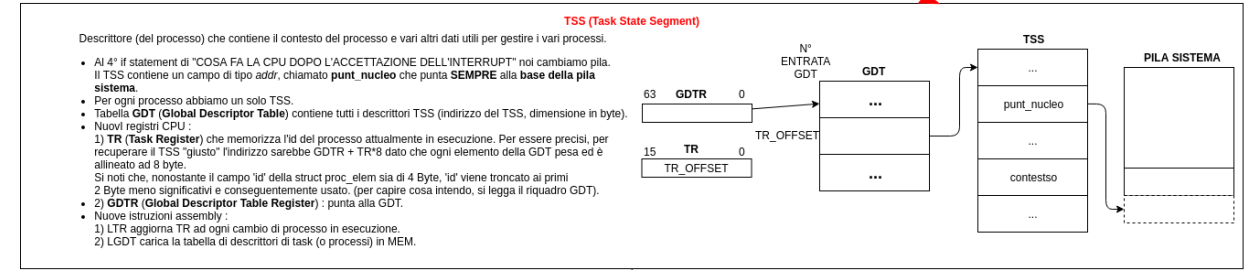 TSS (Task State Segment)
Descrittore (del processo) che contiene il contesto del processo e vari altri dati utili per gestire i vari processi.
Al 4° if statement di "COSA FA LA CPU DOPO L'ACCETTAZIONE DELL'INTERRUPT" noi cambiamo pila.
Il TSS contiene un campo di tipo addr, chiamato punt_nucleo che punta SEMPRE alla base della pila
sistema.
Per ogni processo abbiamo un solo TSS.
Tabella GDT (Global Descriptor Table) contiene tutti i descrittori TSS (indirizzo del TSS, dimensione in byte).
NuovI registri CPU :
1) TR (Task Register) che memorizza l'id del processo attualmente in esecuzione. Per essere precisi, per
recuperare il TSS "giusto" l'indirizzo sarebbe GDTR + TR*8 dato che ogni elemento della GDT pesa ed è
allineato ad 8 byte.
Si noti che, nonostante il campo 'id' della struct proc_elem sia di 4 Byte, 'id' viene troncato ai primi
2 Byte meno significativi e conseguentemente usato. (per capire cosa intendo, si legga il riquadro GDT).
2) GDTR (Global Descriptor Table Register) : punta alla GDT.
Nuove istruzioni assembly :
1) LTR aggiorna TR ad ogni cambio di processo in esecuzione.
2) LGDT carica la tabella di descrittori di task (o processi) in MEM.
63 GDTR 0
15 TR 0
TR_OFFSET
N°
ENTRATA
GDT
TR_OFFSET
GDT
...
...
TSS
...
punt_nucleo
contestso
...
PILA SISTEMA